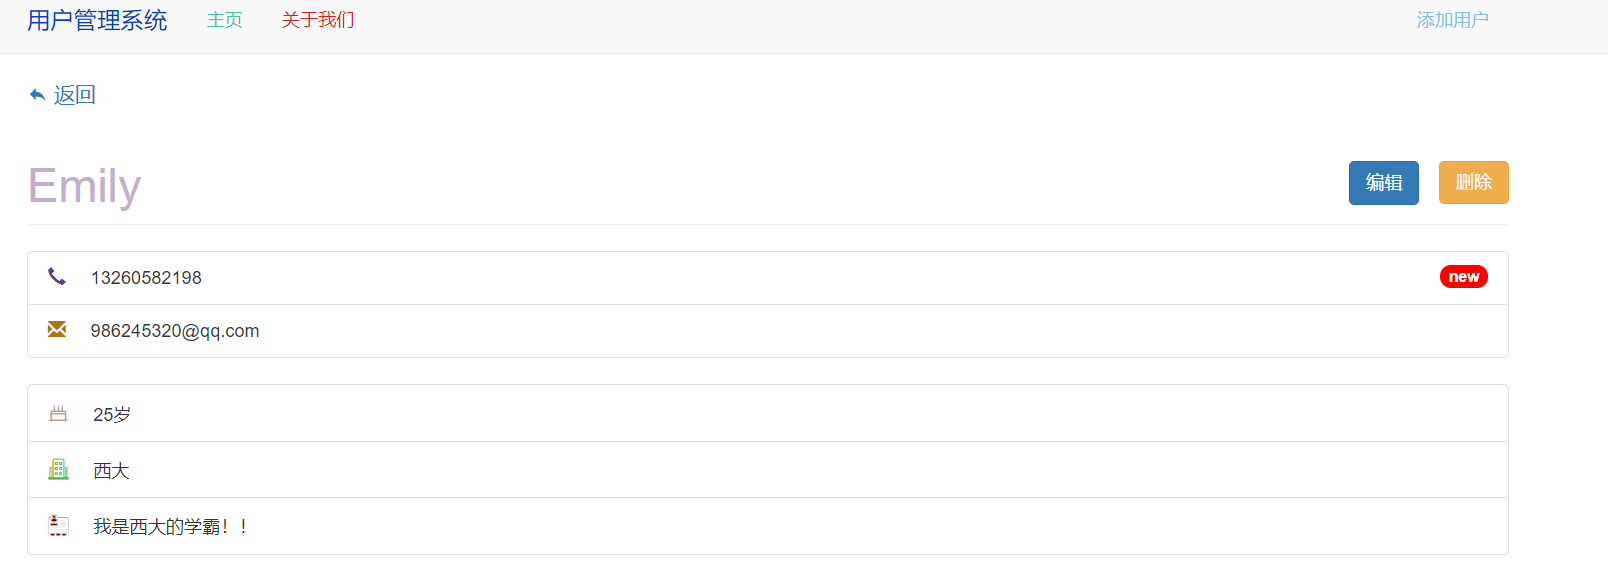 用户管理系统 主页 关于我们 添加用户
返回
Emily 编辑 删除
13260582198 new
986245320@qq.com
25岁
西大
我是西大的学霸！！